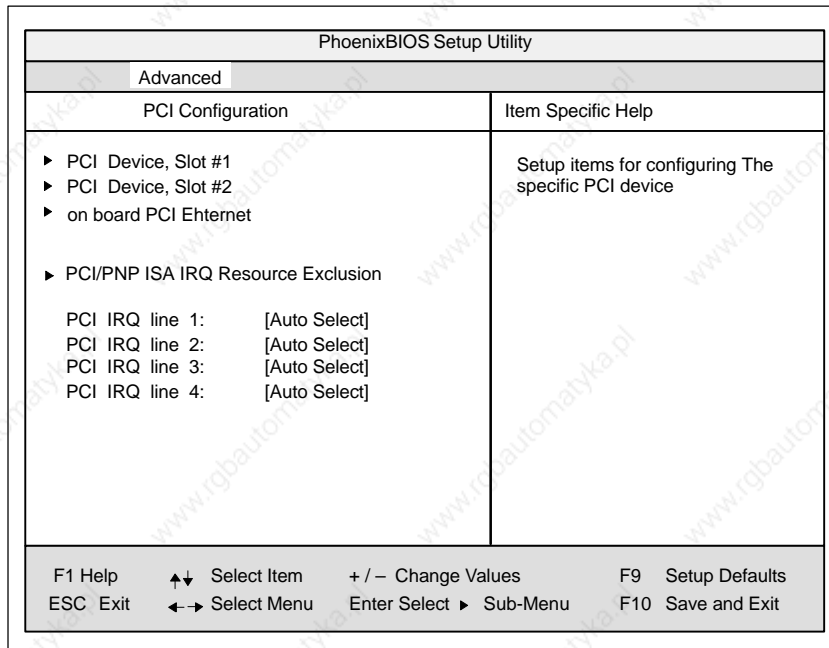 PhoenixBIOS Setup Utility
Advanced
PCI Configuration
Item Specific Help
▶ PCI Device, Slot #1
▶ PCI Device, Slot #2
▶ on board PCI Ehternet
▶ PCI/PNP ISA IRQ Resource Exclusion
PCI IRQ line 1: [Auto Select]
PCI IRQ line 2: [Auto Select]
PCI IRQ line 3: [Auto Select]
PCI IRQ line 4: [Auto Select]
Setup items for configuring The
specific PCI device
F1 Help Select Item + / – Change Values F9 Setup Defaults
ESC Exit Select Menu Enter Select ▶ Sub-Menu F10 Save and Exit
www.rgbautomatyka.pl